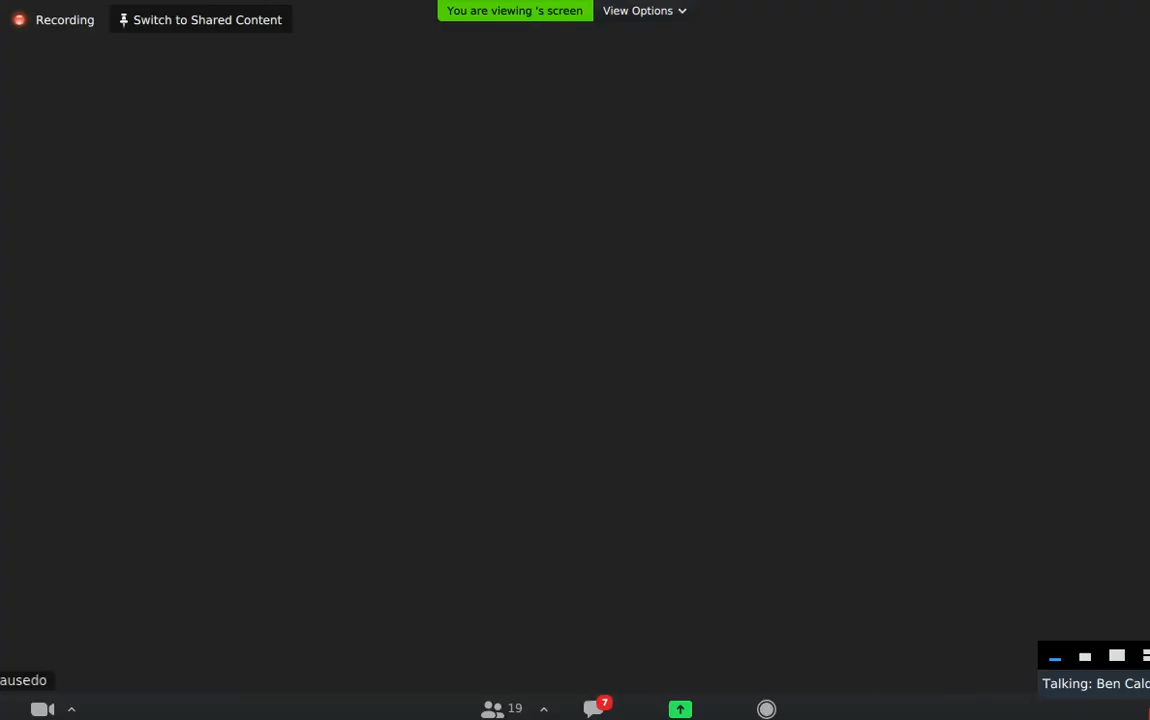 Recording
Switch to Shared Content
You are viewing 's screen
View Options
ausedo
Talking: Ben Calc
19
7